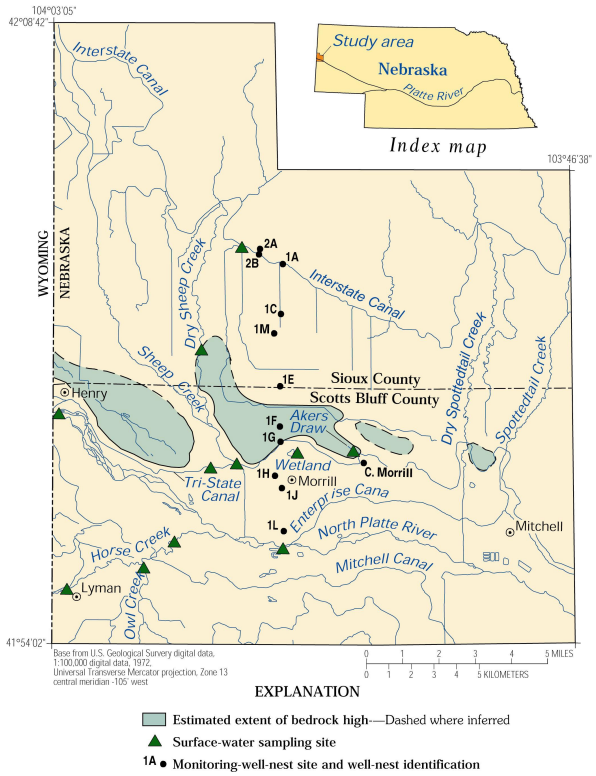 104°03'05"
42°08'42"
Interstate Canal
Study area
Nebraska
Platte River
Index map
103°46'38"
WYOMING
NEBRASKA
Dry Sheep Creek
2A
2B
1A
Interstate Canal
1C
1M
Sheep Creek
Dry Spottedtail Creek
Spottedtail Creek
1E
Sioux County
Scotts Bluff County
Henry
Akers
Draw
1F
1G
Wetland
C. Morrill
1H
Morrill
1J
Tri-State
Canal
Enterprise Cana
1L
North Platte River
Mitchell
Horse Creek
Mitchell Canal
Owl Creek
Lyman
41°54'02"
Base from U.S. Geological Survery digital data,
1:100,000 digital data, 1972,
Universal Transverse Mercator projection, Zone 13
central meridian -105° west
0 1 2 3 4 5 MILES
0 1 2 3 4 5 KILOMETERS
EXPLANATION
Estimated extent of bedrock high-—Dashed where inferred
Surface-water sampling site
1A Monitoring-well-nest site and well-nest identification